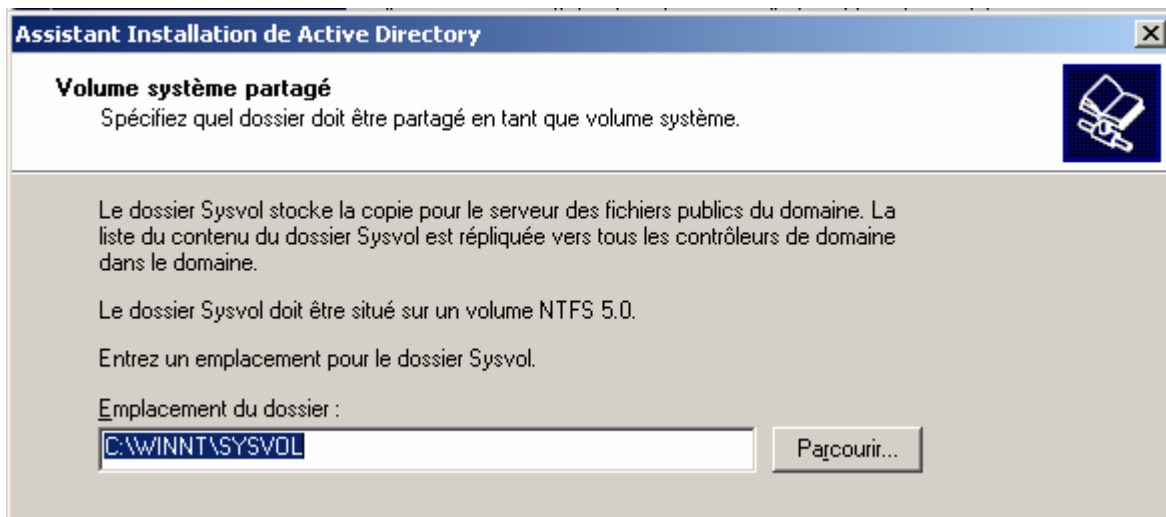 Assistant Installation de Active Directory
Volume système partagé
Spécifiez quel dossier doit être partagé en tant que volume système.
Le dossier Sysvol stocke la copie pour le serveur des fichiers publics du domaine. La
liste du contenu du dossier Sysvol est répliquée vers tous les contrôleurs de domaine
dans le domaine.
Le dossier Sysvol doit être situé sur un volume NTFS 5.0.
Entrez un emplacement pour le dossier Sysvol.
Emplacement du dossier :
C:\WINNT\SYSVOL
Parcourir...